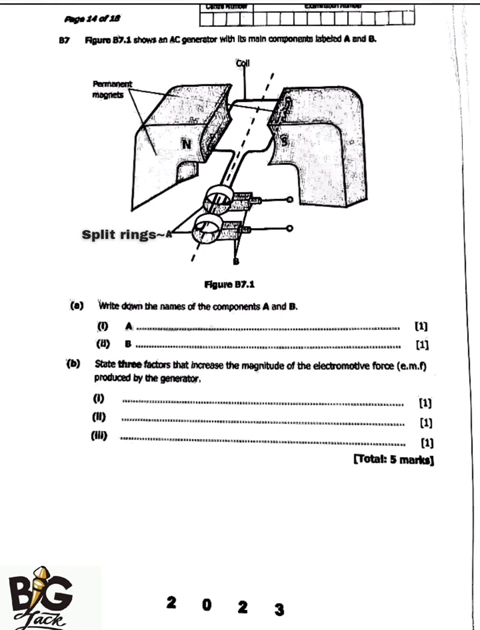 Centre Number
Examination Number
Page 14 of 18
B7 Figure B7.1 shows an AC generator with its main components labeled A and B.
Coil
Permanent
magnets
N
S
Split rings~A
B
Figure B7.1
(a) Write down the names of the components A and B.
(i) A ........................................ [1]
(ii) B ........................................ [1]
(b) State three factors that increase the magnitude of the electromotive force (e.m.f)
produced by the generator.
(i) ........................................ [1]
(ii) ........................................ [1]
(iii) ........................................ [1]
[Total: 5 marks]
BIG
Jack
2 0 2 3